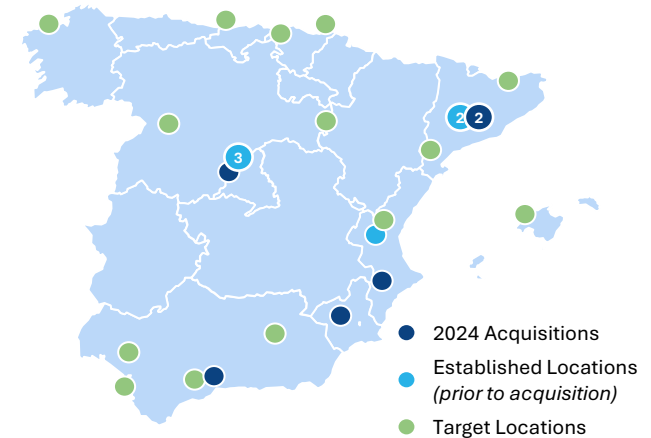 2 2
3
2024 Acquisitions
Established Locations
(prior to acquisition)
Target Locations